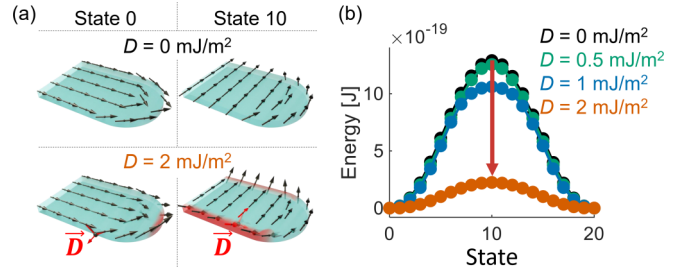 (a)
State 0
State 10
D = 0 mJ/m²
D = 2 mJ/m²
D
D
(b)
×10⁻¹⁹
D = 0 mJ/m²
D = 0.5 mJ/m²
D = 1 mJ/m²
D = 2 mJ/m²
Energy [J]
10
5
0
0
10
20
State